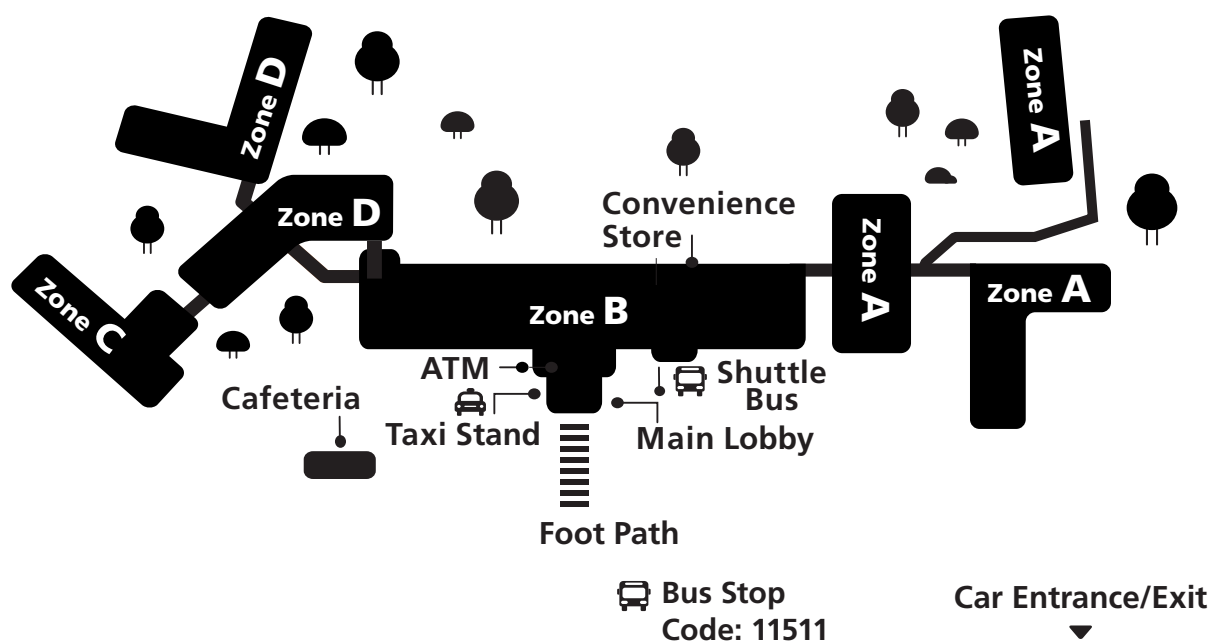 Zone D
Zone A
Zone D
Convenience
Store
Zone A
Zone C
Zone A
Zone B
ATM
Shuttle
Bus
Cafeteria
Taxi Stand
Main Lobby
Foot Path
Bus Stop
Code: 11511
Car Entrance/Exit